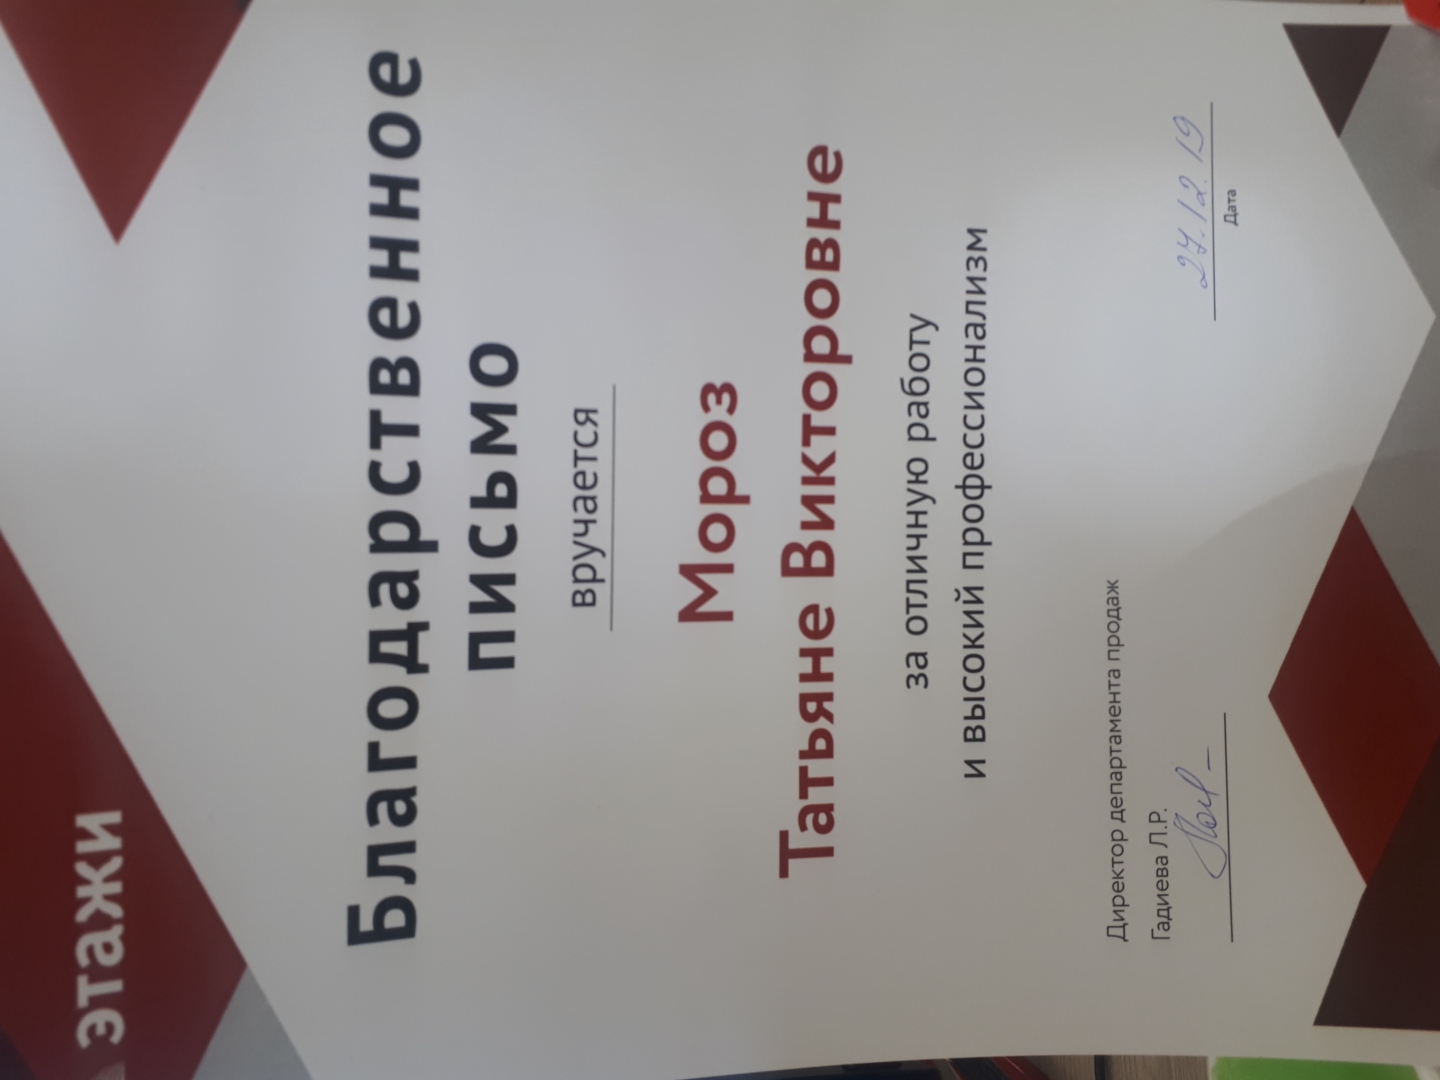 этажи
Благодарственное
письмо
вручается
Мороз
Татьяне Викторовне
за отличную работу
и высокий профессионализм
Директор департамента продаж
Гадиева Л.Р.
27.12.19
Дата